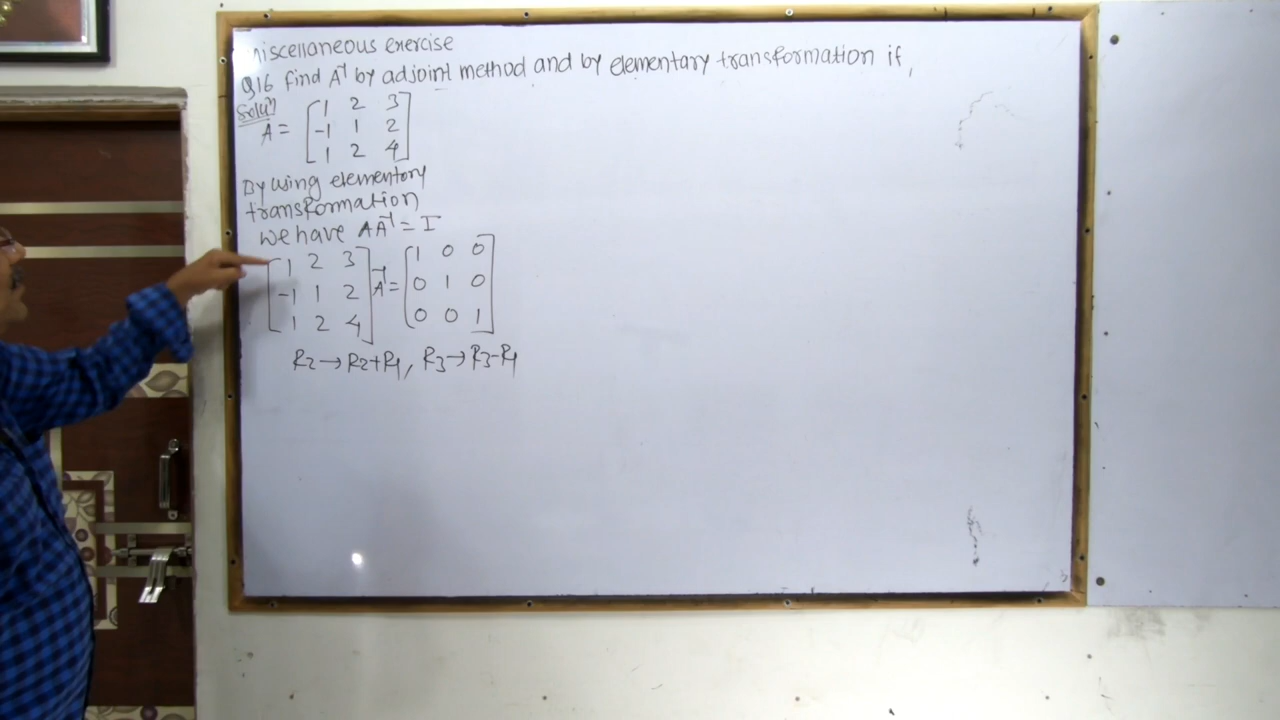 Miscellaneous exercise
Q16 find A⁻¹ by adjoint method and by elementary transformation if,
Soluⁿ
A = [ 1 2 3
-1 1 2
1 2 4 ]
By using elementory
transformation
we have AA⁻¹ = I
[ 1 2 3
-1 1 2
1 2 4 ] A⁻¹ = [ 1 0 0
0 1 0
0 0 1 ]
R2 → R2+R1, R3 → R3-R1